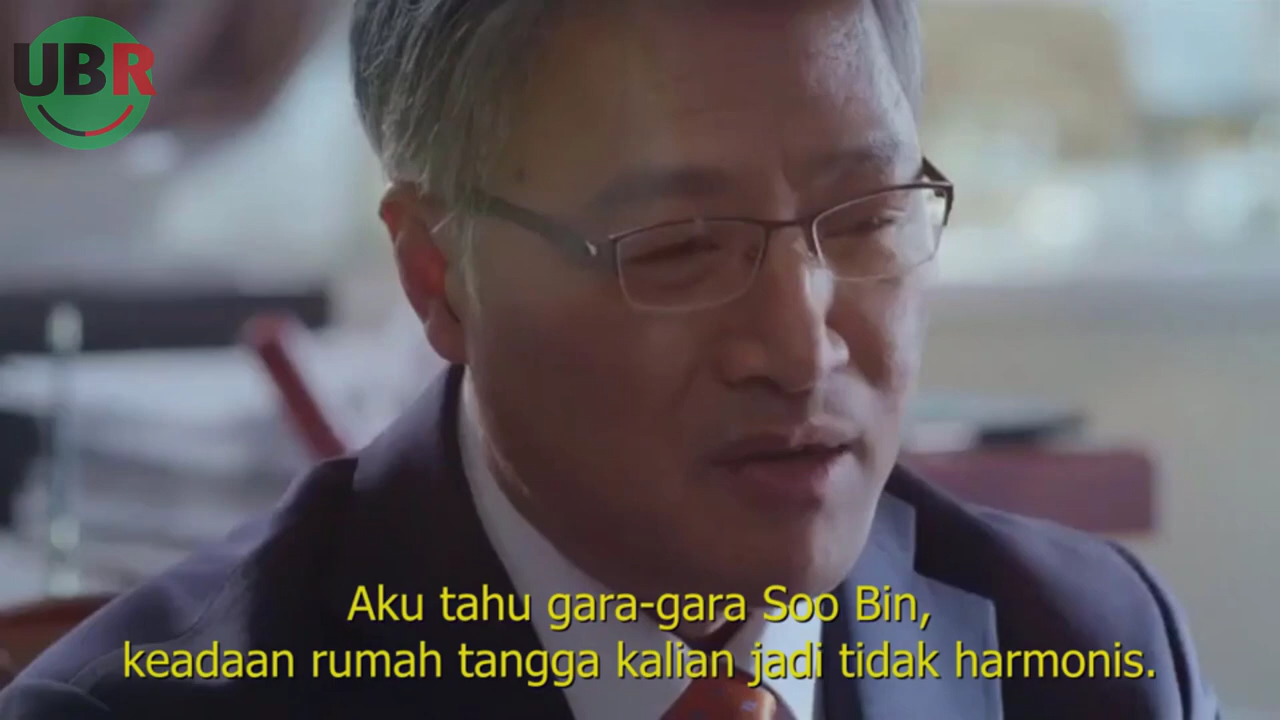 UBR
Aku tahu gara-gara Soo Bin,
keadaan rumah tangga kalian jadi tidak harmonis.